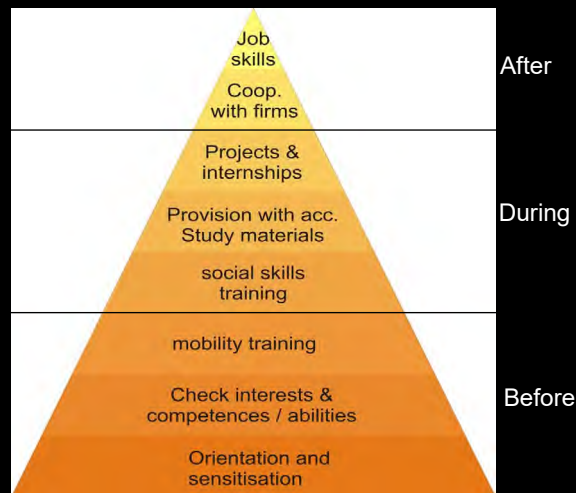 Job
skills
After
Coop.
with firms
Projects &
internships
During
Provision with acc.
Study materials
social skills
training
mobility training
Before
Check interests &
competences / abilities
Orientation and
sensitisation